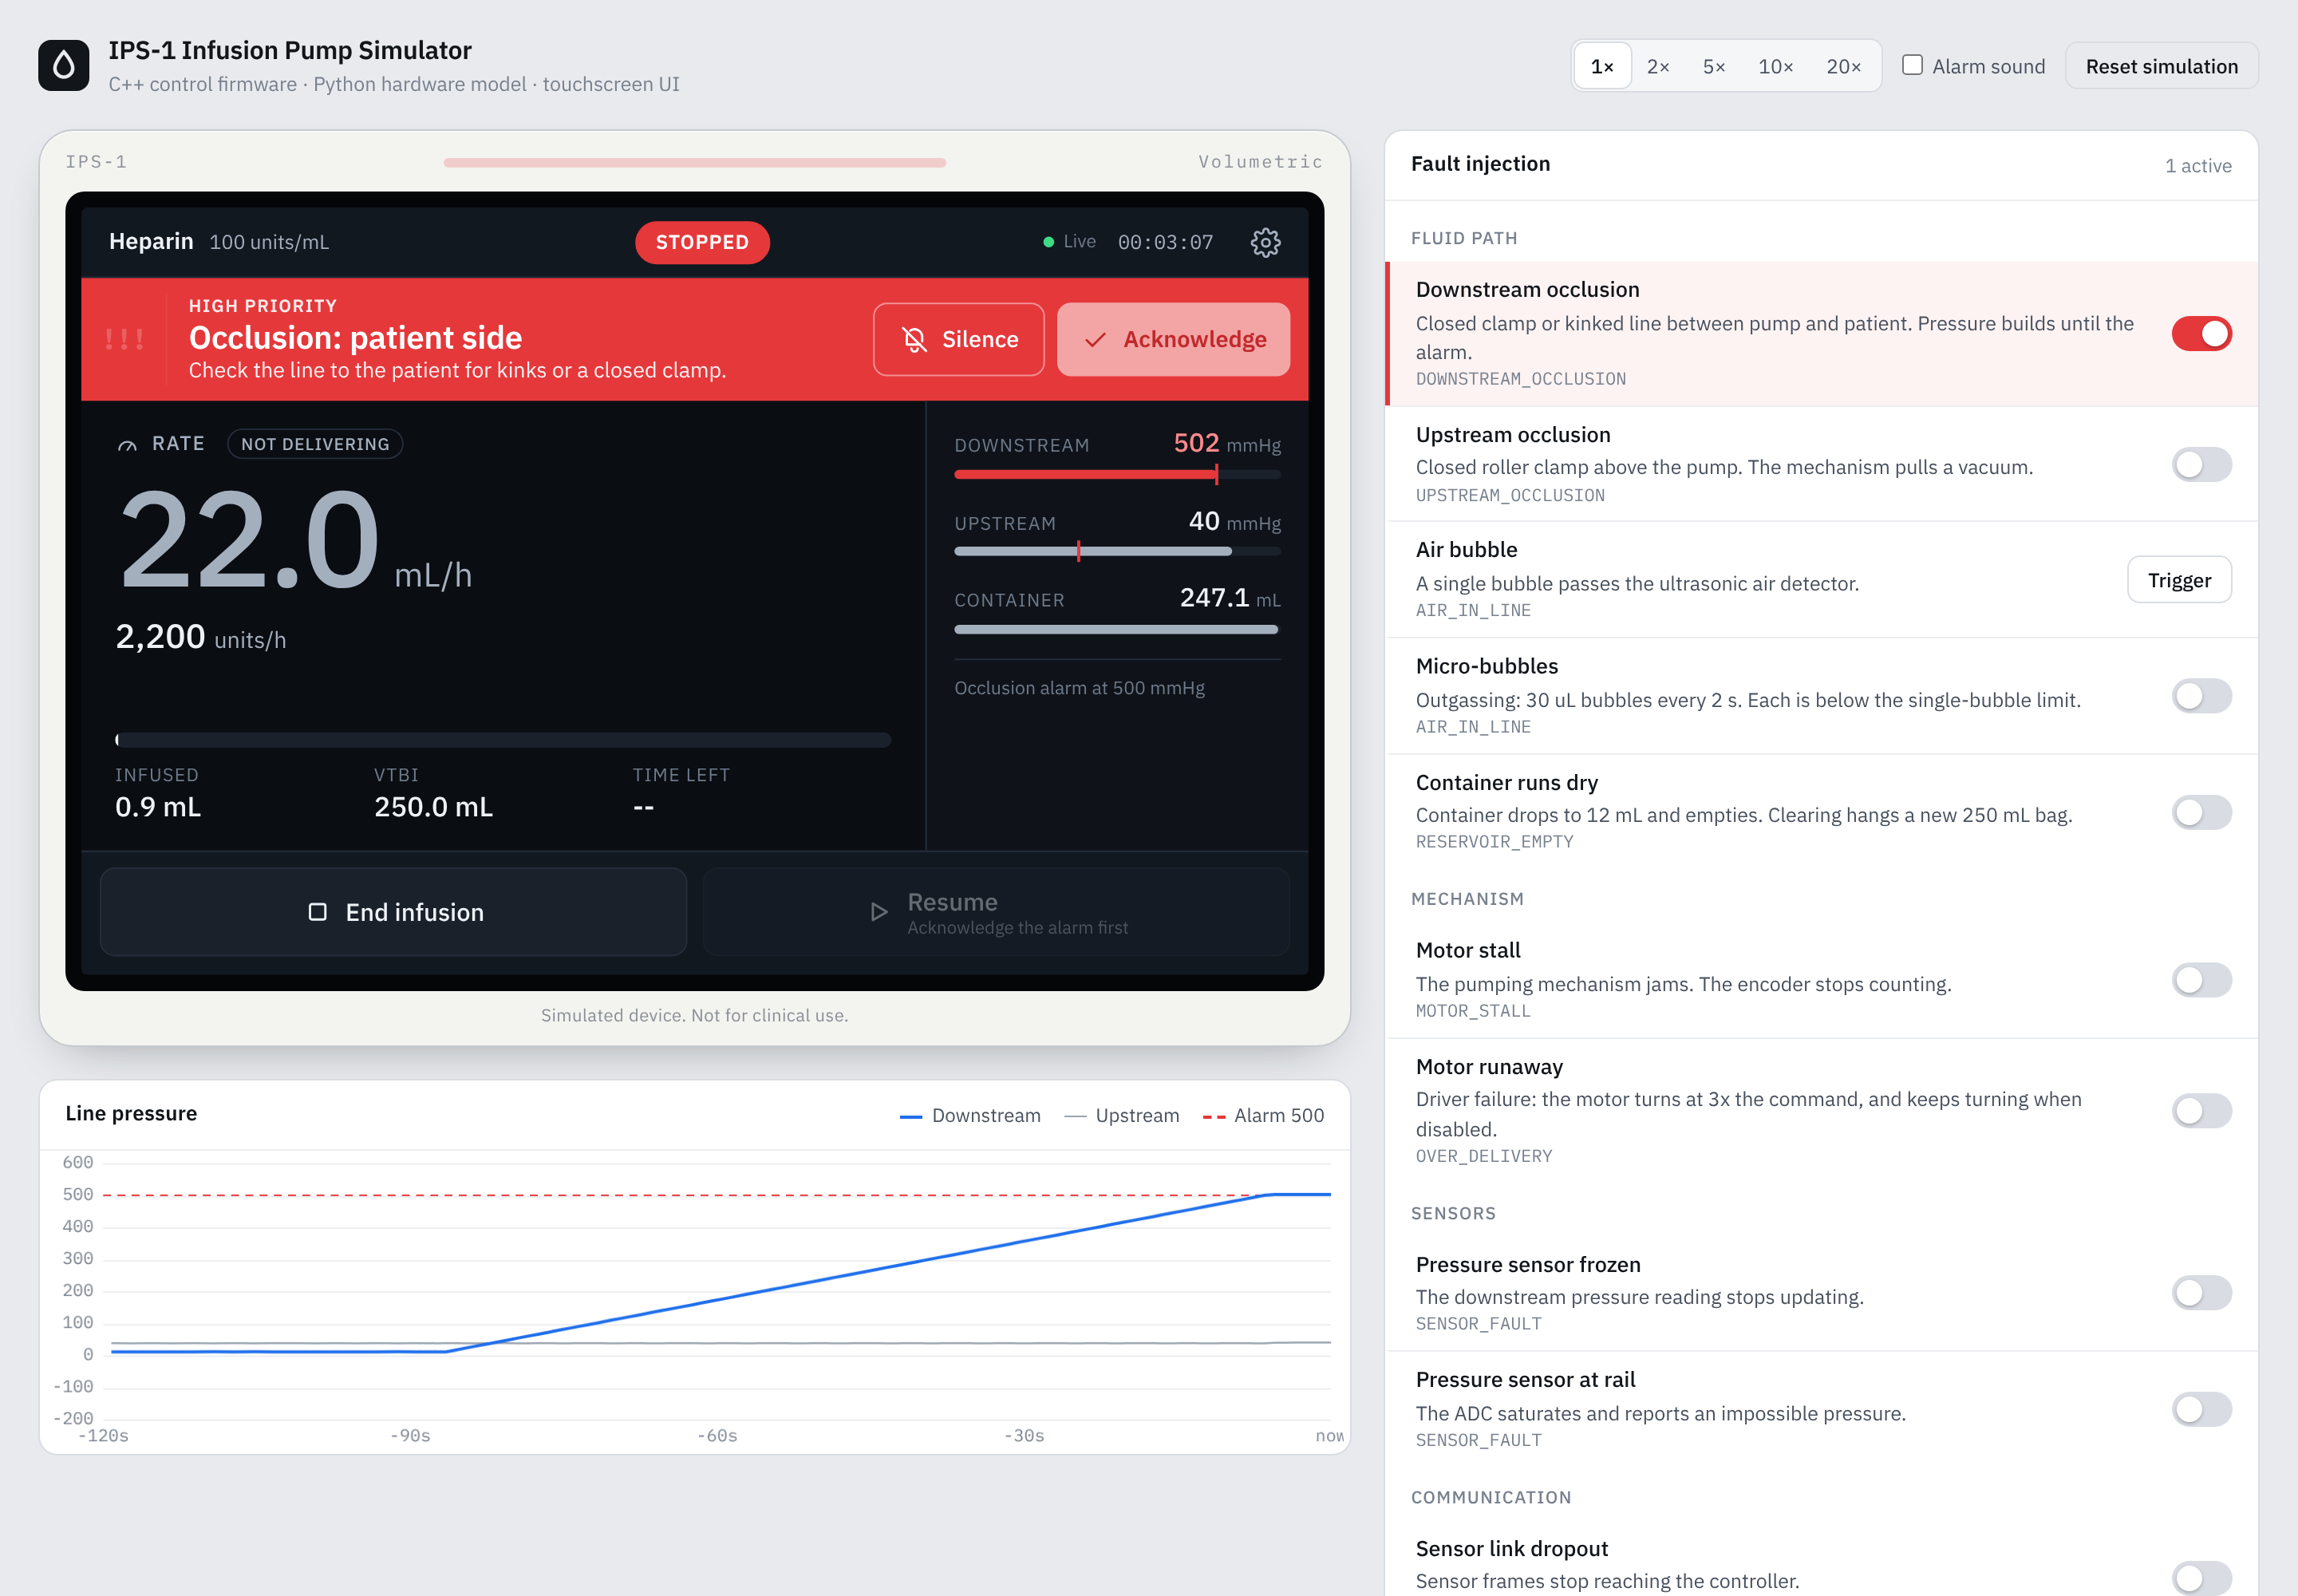 IPS-1 Infusion Pump Simulator
C++ control firmware · Python hardware model · touchscreen UI
1× 2× 5× 10× 20× Alarm sound Reset simulation
IPS-1 Volumetric
Heparin 100 units/mL STOPPED Live 00:03:07
!!!
HIGH PRIORITY
Occlusion: patient side
Check the line to the patient for kinks or a closed clamp.
Silence Acknowledge
RATE NOT DELIVERING
22.0 mL/h
2,200 units/h
INFUSED VTBI TIME LEFT
0.9 mL 250.0 mL --
DOWNSTREAM 502 mmHg
UPSTREAM 40 mmHg
CONTAINER 247.1 mL
Occlusion alarm at 500 mmHg
End infusion
Resume
Acknowledge the alarm first
Simulated device. Not for clinical use.
Line pressure Downstream Upstream Alarm 500
600
500
400
300
200
100
0
-100
-200
-120s -90s -60s -30s now
Fault injection 1 active
FLUID PATH
Downstream occlusion
Closed clamp or kinked line between pump and patient. Pressure builds until the
alarm.
DOWNSTREAM_OCCLUSION
Upstream occlusion
Closed roller clamp above the pump. The mechanism pulls a vacuum.
UPSTREAM_OCCLUSION
Air bubble
A single bubble passes the ultrasonic air detector.
AIR_IN_LINE
Trigger
Micro-bubbles
Outgassing: 30 uL bubbles every 2 s. Each is below the single-bubble limit.
AIR_IN_LINE
Container runs dry
Container drops to 12 mL and empties. Clearing hangs a new 250 mL bag.
RESERVOIR_EMPTY
MECHANISM
Motor stall
The pumping mechanism jams. The encoder stops counting.
MOTOR_STALL
Motor runaway
Driver failure: the motor turns at 3x the command, and keeps turning when
disabled.
OVER_DELIVERY
SENSORS
Pressure sensor frozen
The downstream pressure reading stops updating.
SENSOR_FAULT
Pressure sensor at rail
The ADC saturates and reports an impossible pressure.
SENSOR_FAULT
COMMUNICATION
Sensor link dropout
Sensor frames stop reaching the controller.